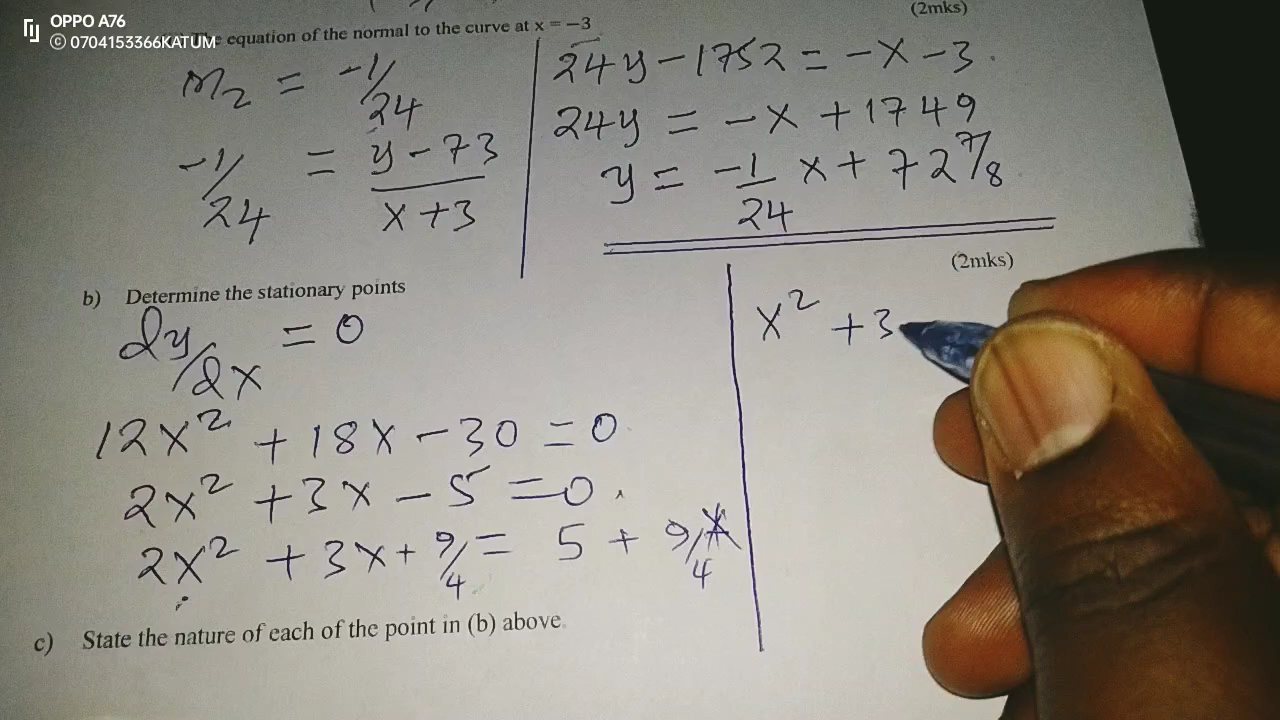 OPPO A76
© 0704153366KATUM
(2mks)
the equation of the normal to the curve at x = −3
m₂ = -1/24
-1/24 = y - 73 / x + 3
24y - 1752 = -x - 3.
24y = -x + 1749
y = -1/24 x + 72 7/8
(2mks)
b) Determine the stationary points
dy/dx = 0
12x² + 18x - 30 = 0
2x² + 3x - 5 = 0.
2x² + 3x + 9/4 = 5 + 9/4
x² + 3
c) State the nature of each of the point in (b) above.